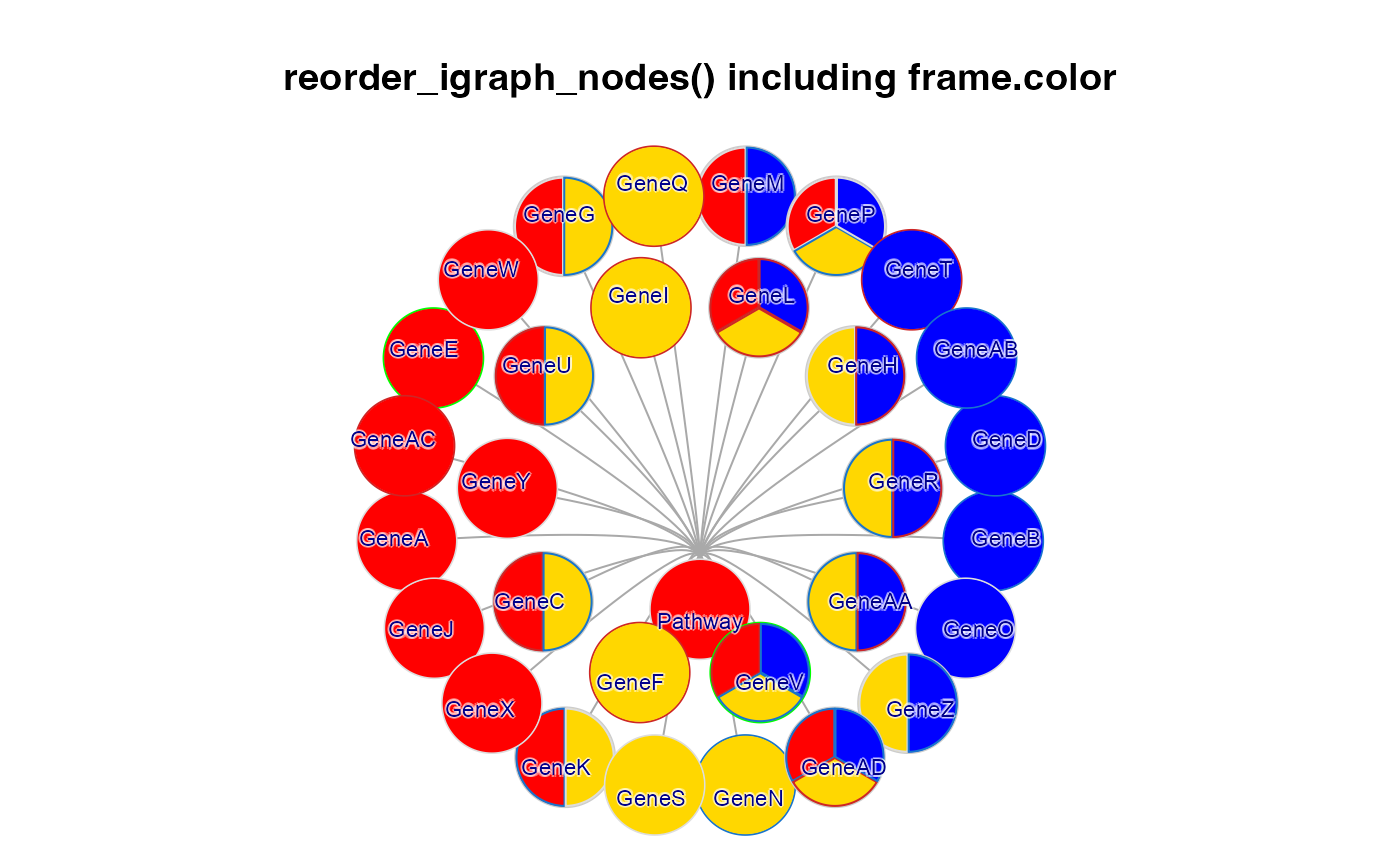 reorder_igraph_nodes() including frame.color
GeneQ
GeneM
GeneG
GeneP
GeneW
GeneT
GeneI
GeneL
GeneE
GeneAB
GeneU
GeneH
GeneAC
GeneD
GeneY
GeneR
GeneA
GeneB
GeneC
GeneAA
Pathway
GeneJ
GeneO
GeneF
GeneV
GeneX
GeneZ
GeneK
GeneAD
GeneS
GeneN